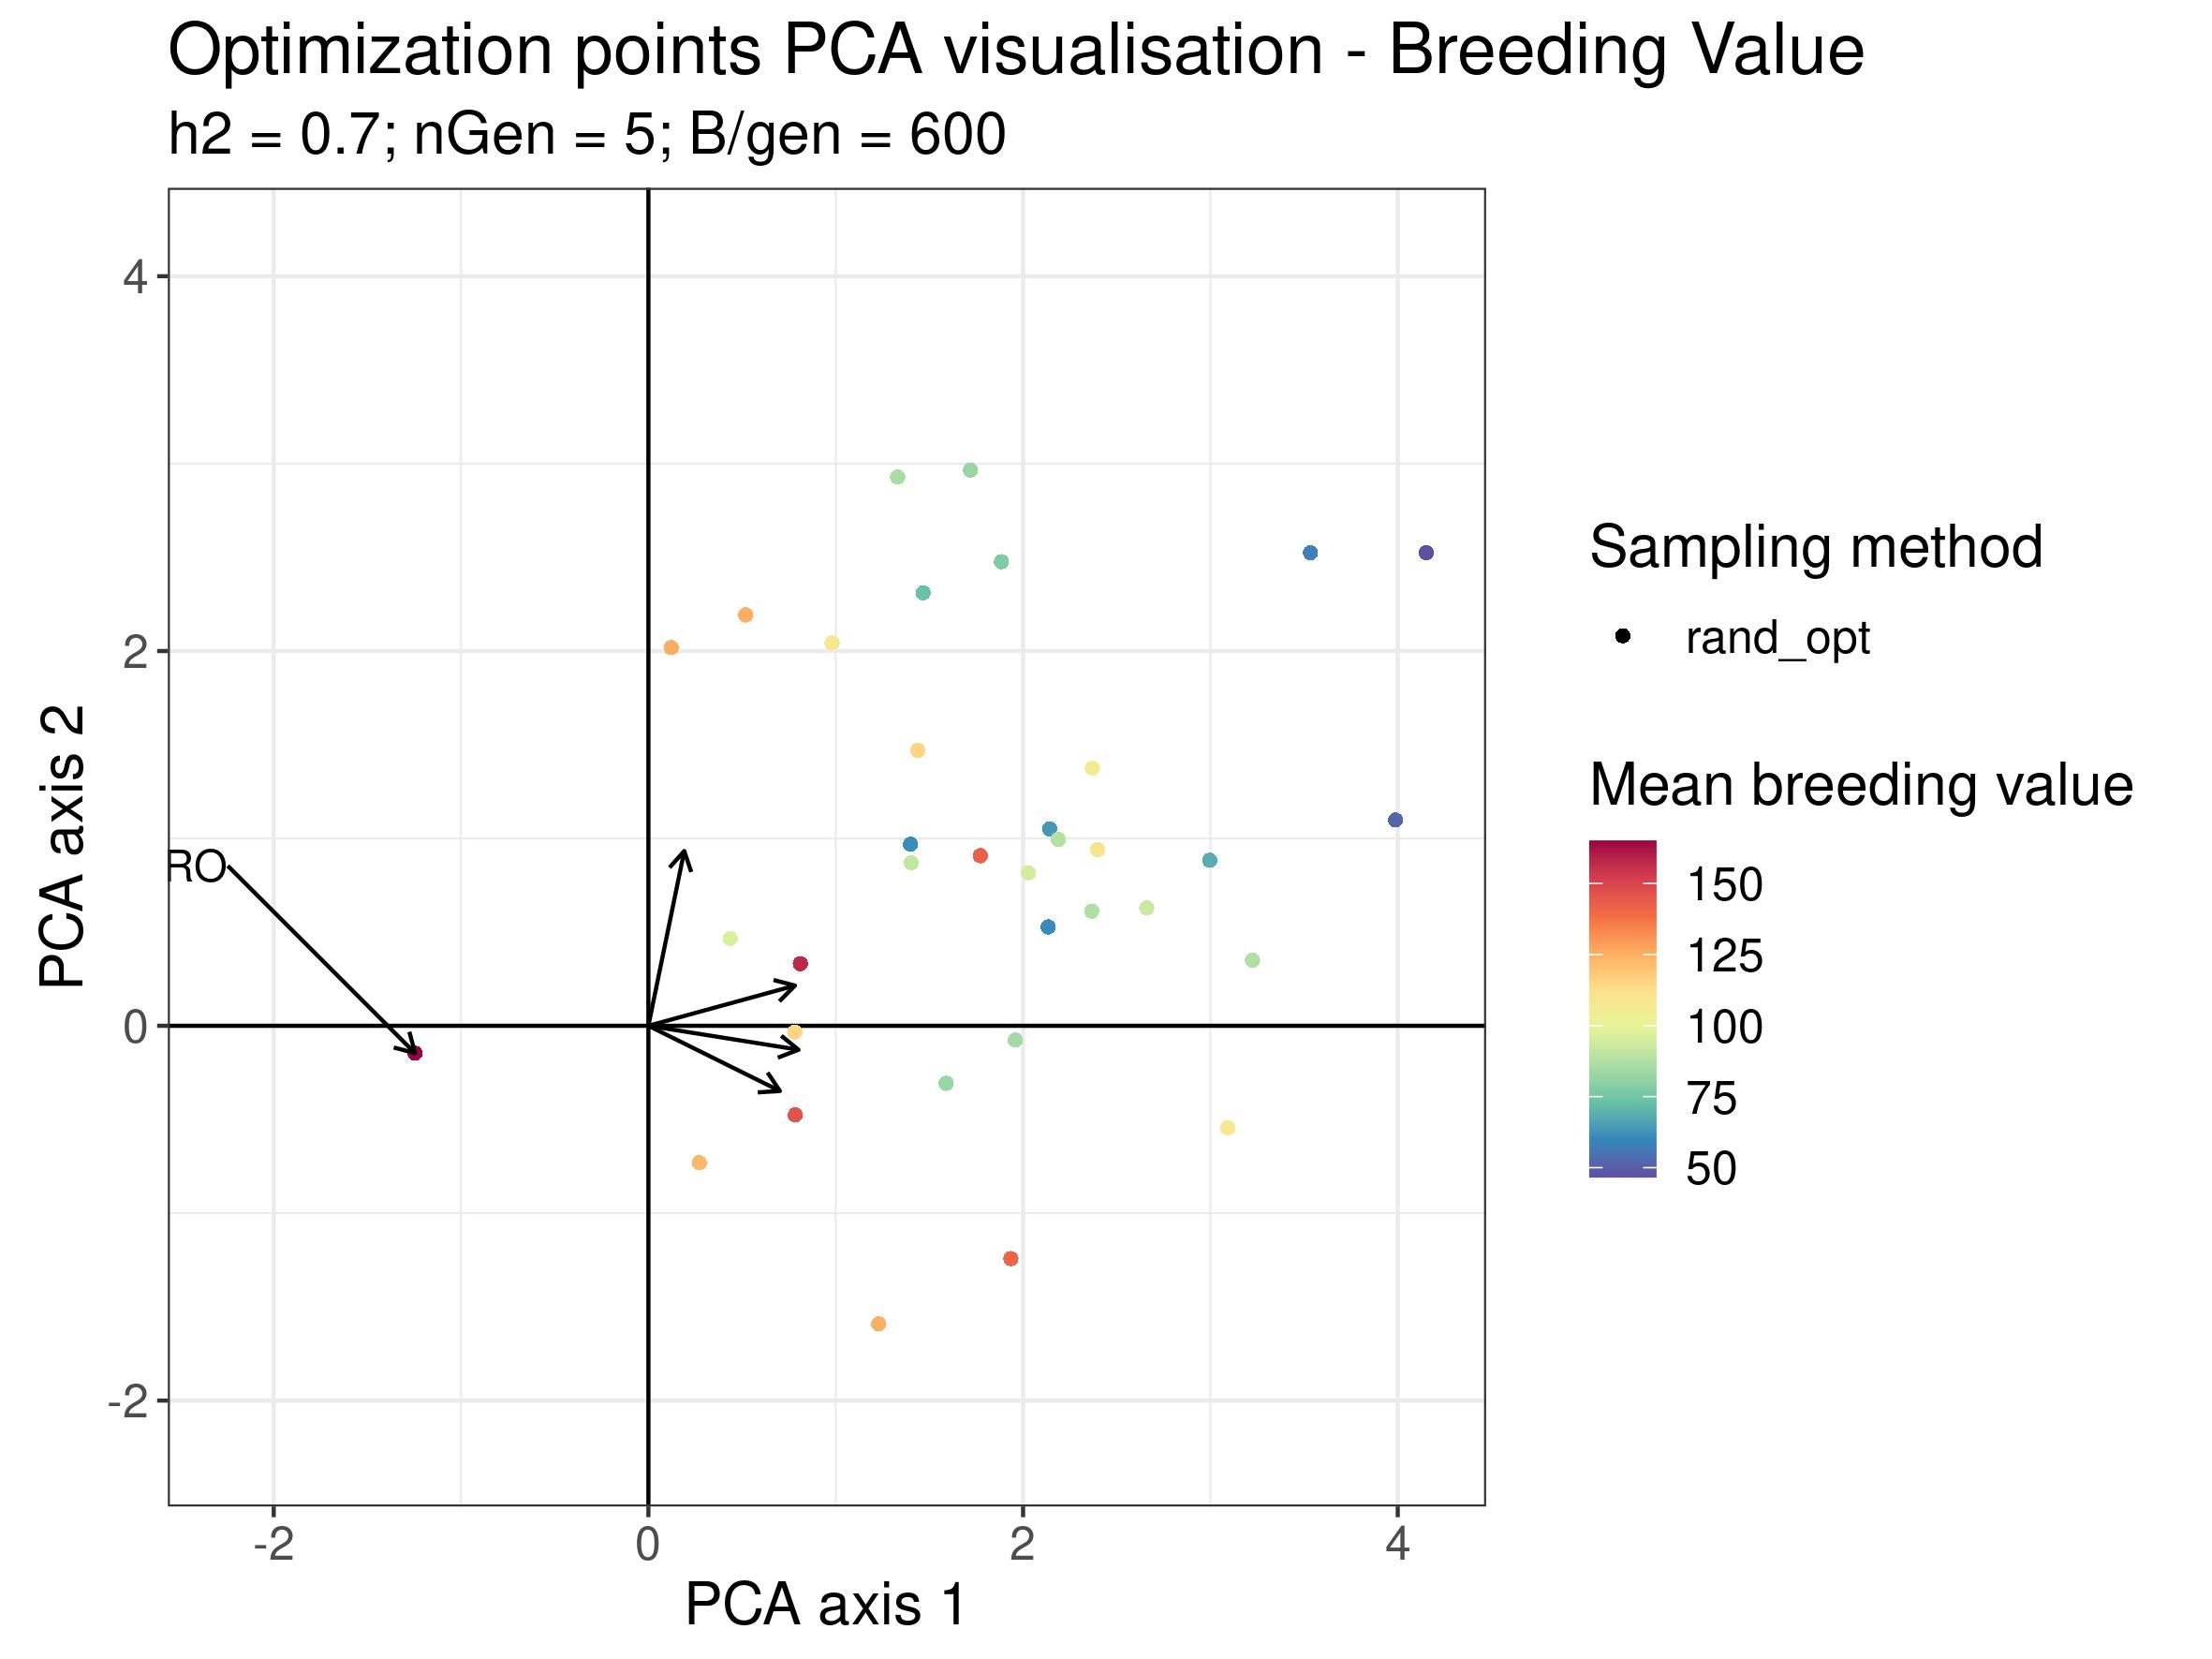 Optimization points PCA visualisation - Breeding Value
h2 = 0.7; nGen = 5; B/gen = 600
4
2
0
-2
PCA axis 2
RO
-2
0
2
4
PCA axis 1
Sampling method
rand_opt
Mean breeding value
150
125
100
75
50